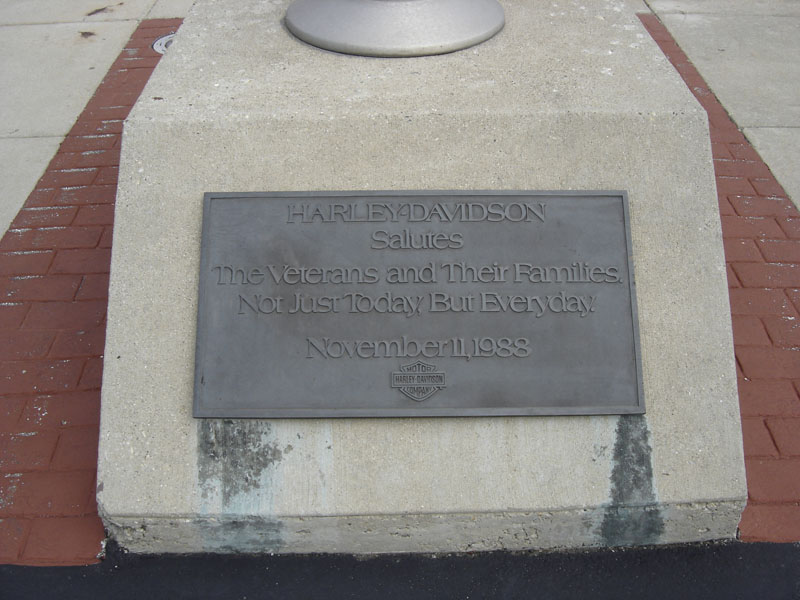 HARLEY-DAVIDSON
Salutes
The Veterans and Their Families.
Not Just Today, But Everyday.
November 11, 1988
MOTOR
HARLEY-DAVIDSON
COMPANY